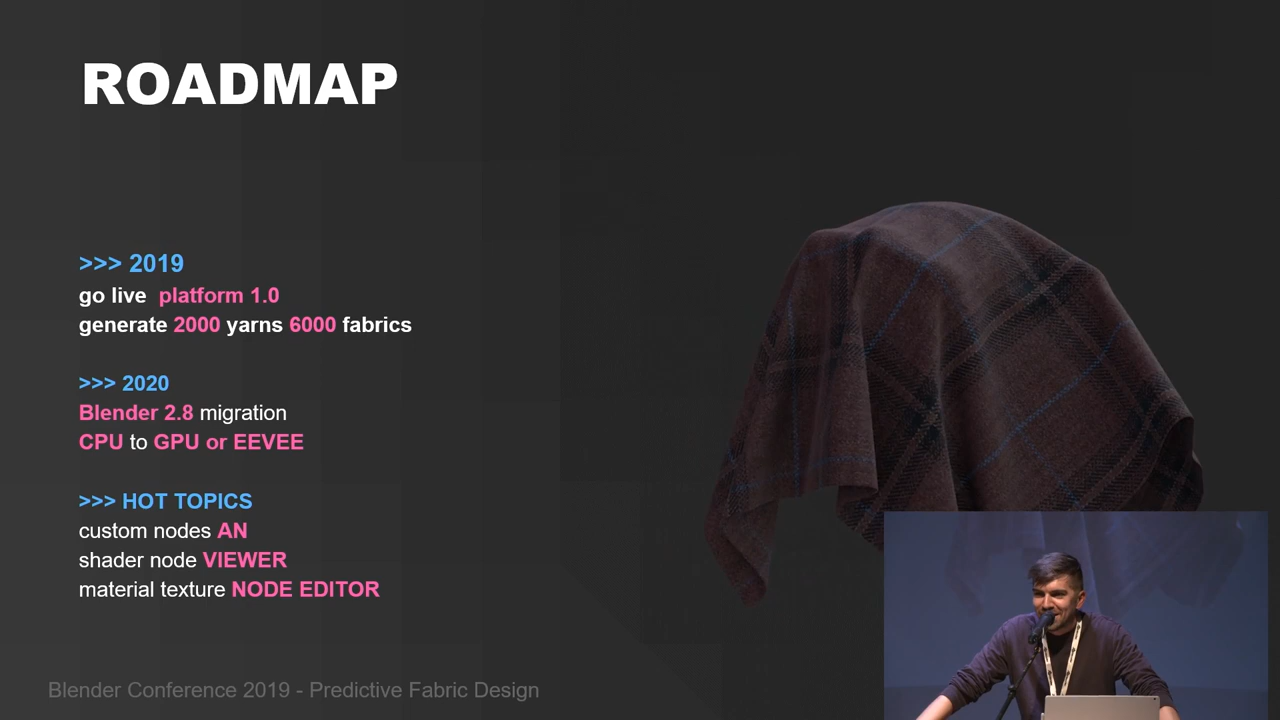 ROADMAP
>>> 2019
go live platform 1.0
generate 2000 yarns 6000 fabrics
>>> 2020
Blender 2.8 migration
CPU to GPU or EEVEE
>>> HOT TOPICS
custom nodes AN
shader node VIEWER
material texture NODE EDITOR
Blender Conference 2019 - Predictive Fabric Design